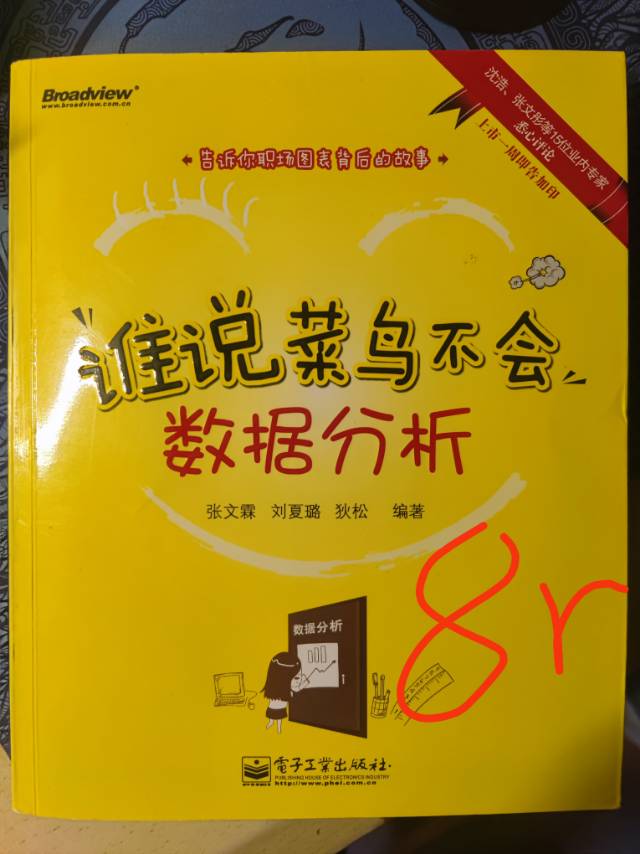 Broadview®
www.broadview.com.cn
沈浩、张文彤等15位业内专家
悉心评论
上市一周即告加印
告诉你职场图表背后的故事
"谁说菜鸟不会"
数据分析
张文霖 刘夏璐 狄松 编著
8r
数据分析
電子工業出版社
PUBLISHING HOUSE OF ELECTRONICS INDUSTRY
http://www.phei.com.cn